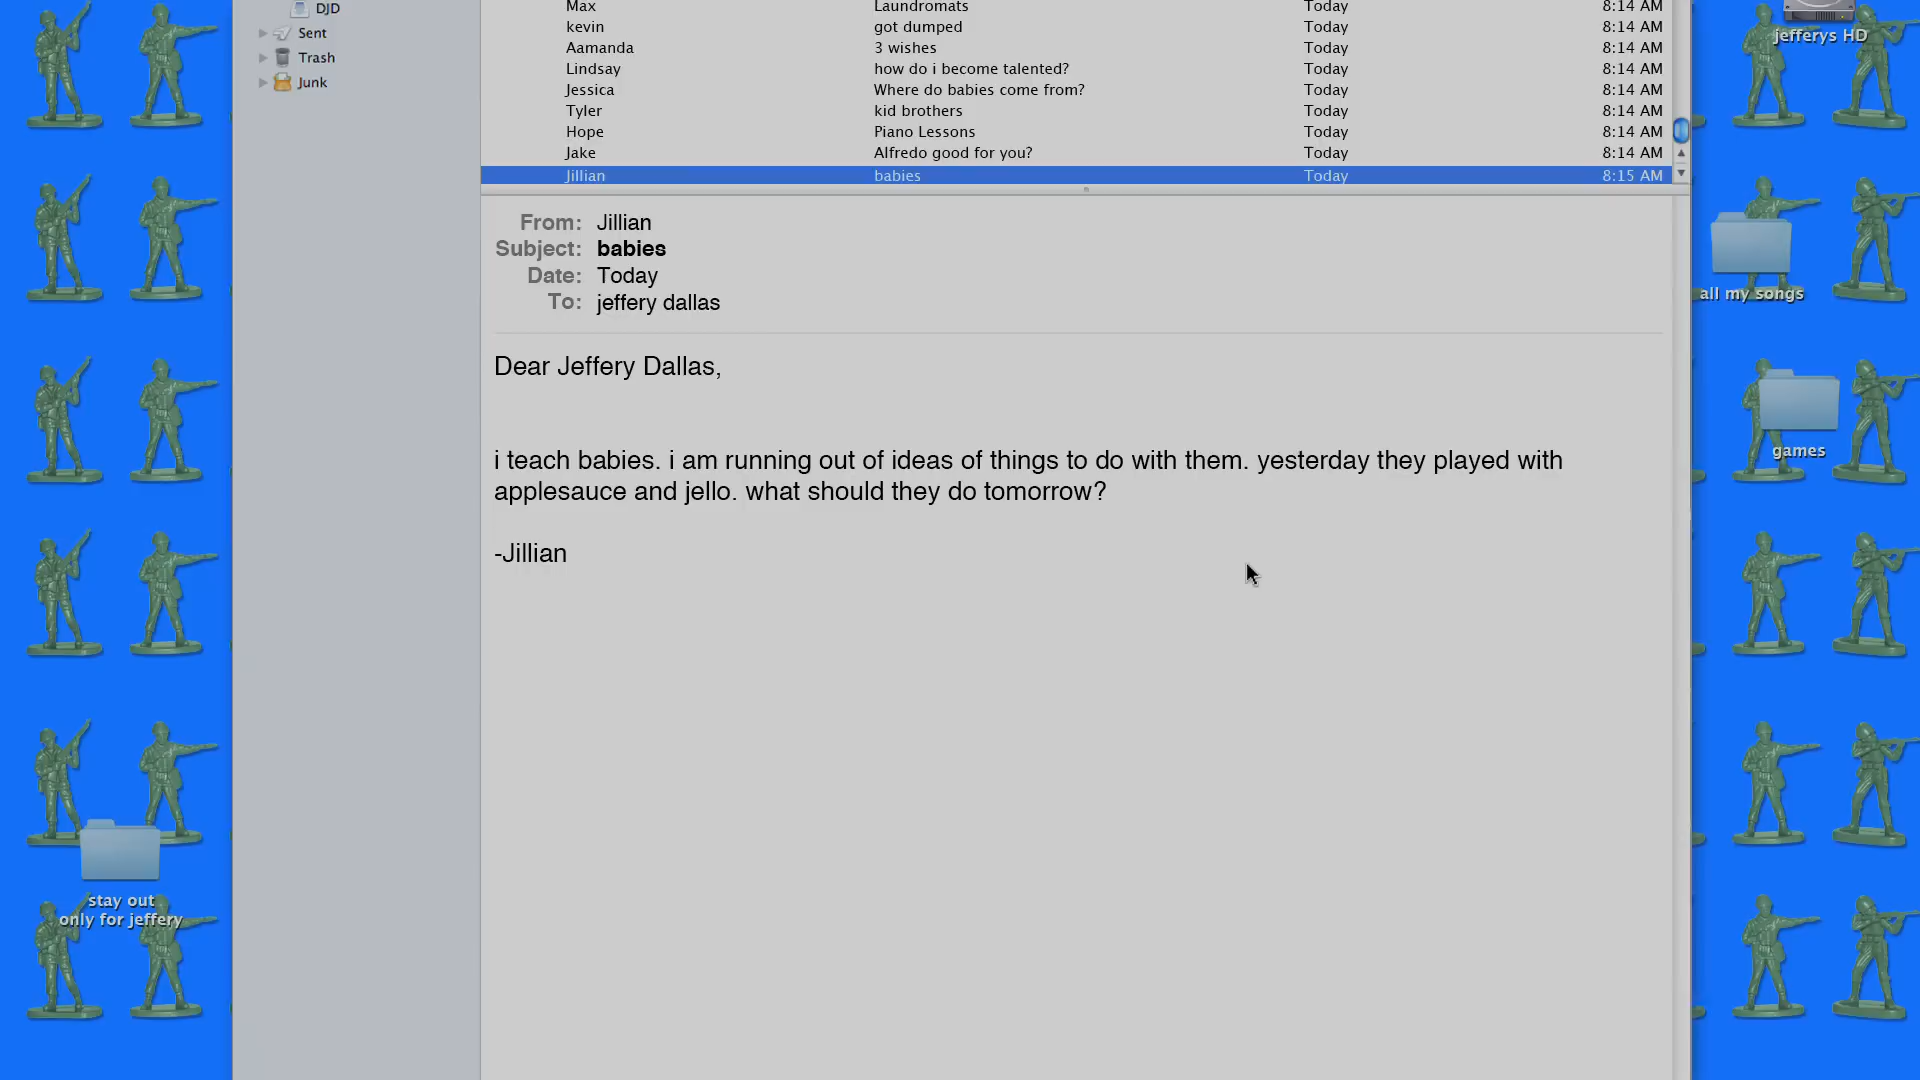 DJD
Sent
Trash
Junk
Max Laundromats Today 8:14 AM
kevin got dumped Today 8:14 AM
Aamanda 3 wishes Today 8:14 AM
Lindsay how do i become talented? Today 8:14 AM
Jessica Where do babies come from? Today 8:14 AM
Tyler kid brothers Today 8:14 AM
Hope Piano Lessons Today 8:14 AM
Jake Alfredo good for you? Today 8:14 AM
Jillian babies Today 8:15 AM
From: Jillian
Subject: babies
Date: Today
To: jeffery dallas
Dear Jeffery Dallas,
i teach babies. i am running out of ideas of things to do with them. yesterday they played with
applesauce and jello. what should they do tomorrow?
-Jillian
jefferys HD
all my songs
games
stay out
only for jeffery